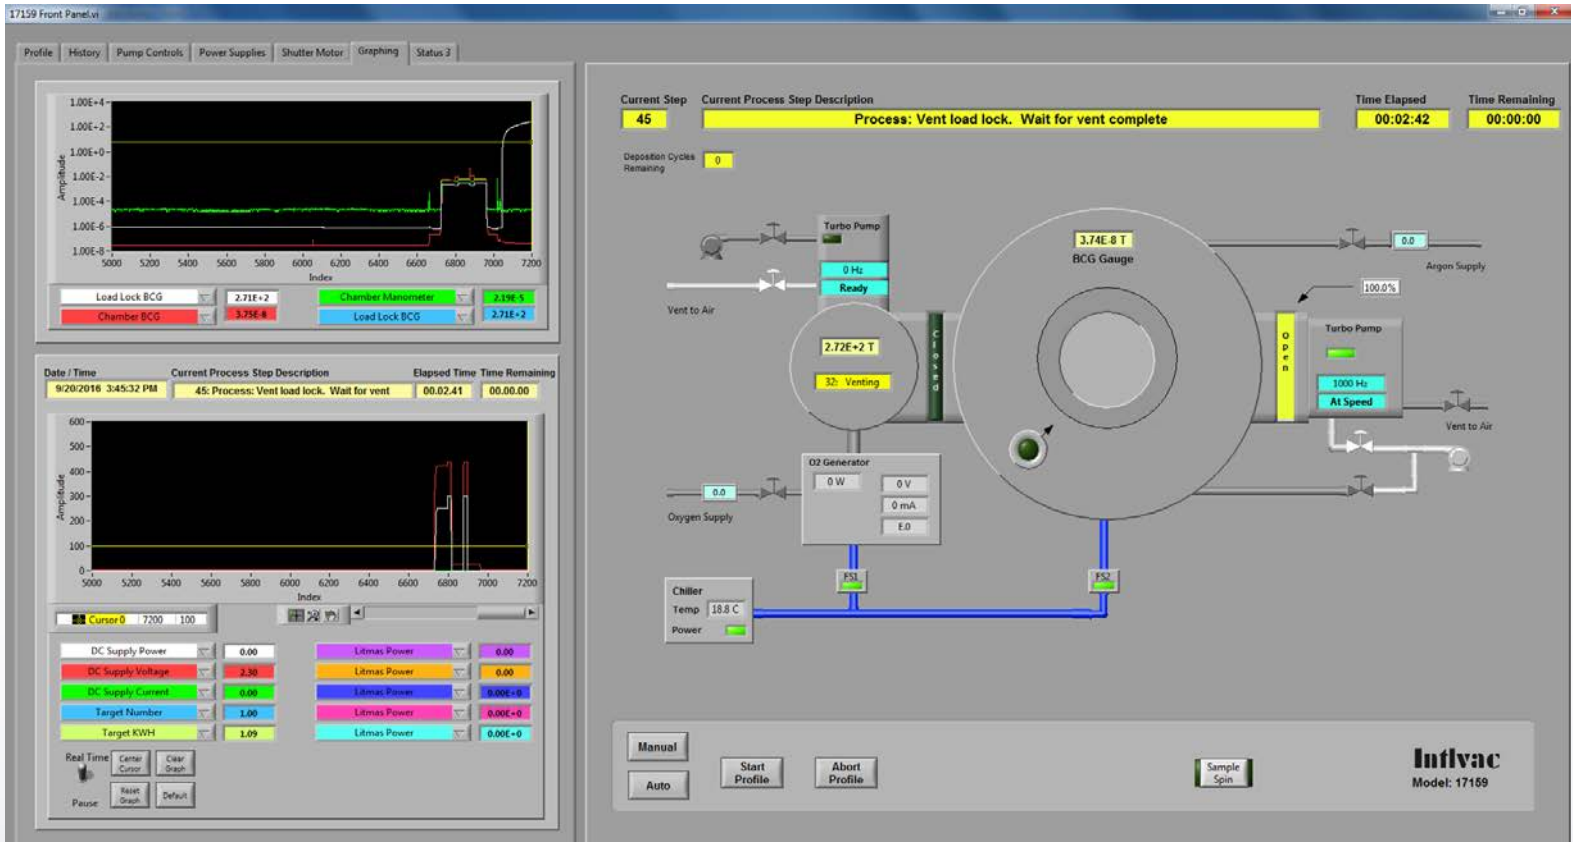 17159 Front Panel.vi
Profile History Pump Controls Power Supplies Shutter Motor Graphing Status 3
1.00E+4
1.00E+2
1.00E+0
1.00E-2
1.00E-4
1.00E-6
1.00E-8
Amplitude
5000 5200 5400 5600 5800 6000 6200 6400 6600 6800 7000 7200
Index
Load Lock BCG 2.71E+2 Chamber Manometer 2.19E-5
Chamber BCG 3.75E-8 Load Lock BCG 2.71E+2
Date / Time Current Process Step Description Elapsed Time Time Remaining
9/20/2016 3:45:32 PM 45: Process: Vent load lock. Wait for vent 00.02.41 00.00.00
600
500
400
300
200
100
0
Amplitude
5000 5200 5400 5600 5800 6000 6200 6400 6600 6800 7000 7200
Index
Cursor 0 7200 100
DC Supply Power 0.00 Litmas Power 0.00
DC Supply Voltage 2.30 Litmas Power 0.00
DC Supply Current 0.00 Litmas Power 0.00E+0
Target Number 1.00 Litmas Power 0.00E+0
Target KWH 1.09 Litmas Power 0.00E+0
Real Time
Center Cursor
Clear Graph
Pause
Reset Graph
Default
Current Step Current Process Step Description Time Elapsed Time Remaining
45 Process: Vent load lock. Wait for vent complete 00:02:42 00:00:00
Deposition Cycles
Remaining
0
Turbo Pump
0 Hz
Ready
Vent to Air
2.72E+2 T
32: Venting
Closed
3.74E-8 T
BCG Gauge
0.0
Argon Supply
100.0%
Open
Turbo Pump
1000 Hz
At Speed
Vent to Air
O2 Generator
0 W 0 V
0 mA
E.0
0.0
Oxygen Supply
FS1
FS2
Chiller
Temp 18.8 C
Power
Manual
Auto
Start
Profile
Abort
Profile
Sample
Spin
Intlvac
Model: 17159